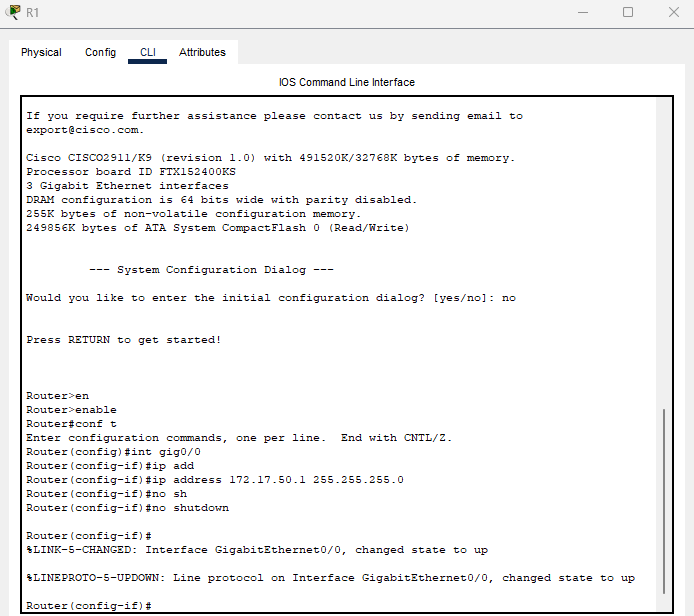 R1
Physical Config CLI Attributes
IOS Command Line Interface
If you require further assistance please contact us by sending email to
export@cisco.com.
Cisco CISCO2911/K9 (revision 1.0) with 491520K/32768K bytes of memory.
Processor board ID FTX152400KS
3 Gigabit Ethernet interfaces
DRAM configuration is 64 bits wide with parity disabled.
255K bytes of non-volatile configuration memory.
249856K bytes of ATA System CompactFlash 0 (Read/Write)
--- System Configuration Dialog ---
Would you like to enter the initial configuration dialog? [yes/no]: no
Press RETURN to get started!
Router>en
Router>enable
Router#conf t
Enter configuration commands, one per line.  End with CNTL/Z.
Router(config)#int gig0/0
Router(config-if)#ip add
Router(config-if)#ip address 172.17.50.1 255.255.255.0
Router(config-if)#no sh
Router(config-if)#no shutdown
Router(config-if)#
%LINK-5-CHANGED: Interface GigabitEthernet0/0, changed state to up
%LINEPROTO-5-UPDOWN: Line protocol on Interface GigabitEthernet0/0, changed state to up
Router(config-if)#